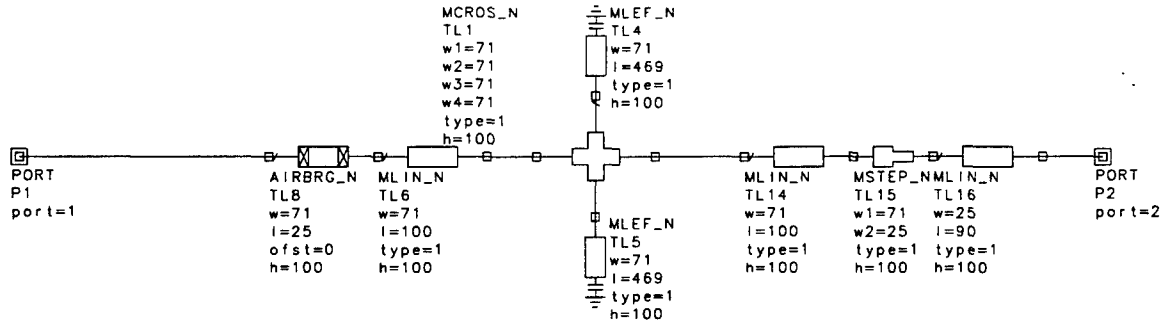 MCROS_N
TL1
w1=71
w2=71
w3=71
w4=71
type=1
h=100
MLEF_N
TL4
w=71
l=469
type=1
h=100
PORT
P1
port=1
AIRBRG_N
TL8
w=71
l=25
ofst=0
h=100
MLIN_N
TL6
w=71
l=100
type=1
h=100
MLEF_N
TL5
w=71
l=469
type=1
h=100
MLIN_N
TL14
w=71
l=100
type=1
h=100
MSTEP_N
TL15
w1=71
w2=25
type=1
h=100
MLIN_N
TL16
w=25
l=90
type=1
h=100
PORT
P2
port=2